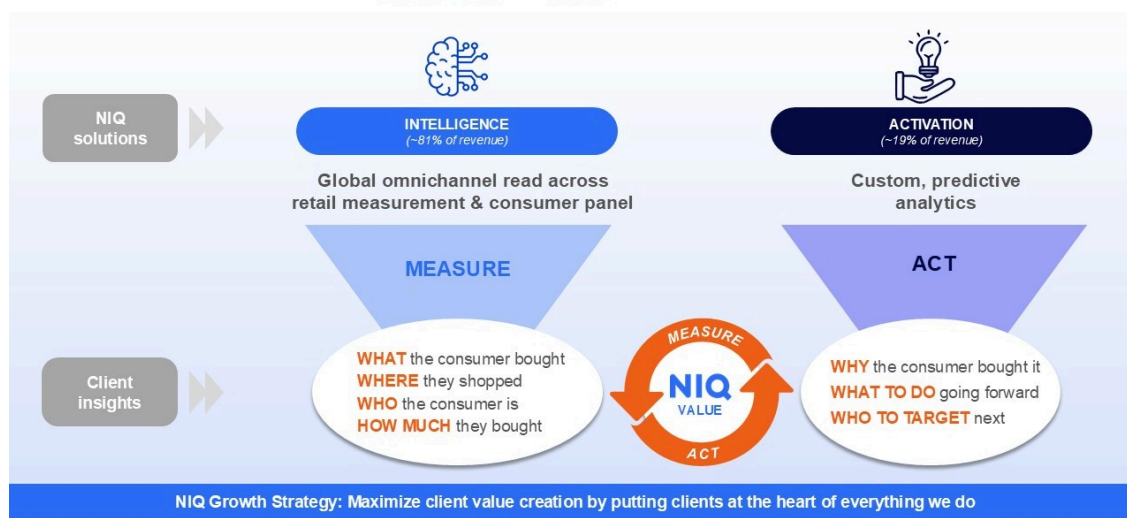 NIQ
solutions
INTELLIGENCE
(~81% of revenue)
ACTIVATION
(~19% of revenue)
Global omnichannel read across
retail measurement & consumer panel
Custom, predictive
analytics
MEASURE
ACT
Client
insights
WHAT the consumer bought
WHERE they shopped
WHO the consumer is
HOW MUCH they bought
MEASURE
NIQ
VALUE
ACT
WHY the consumer bought it
WHAT TO DO going forward
WHO TO TARGET next
NIQ Growth Strategy: Maximize client value creation by putting clients at the heart of everything we do